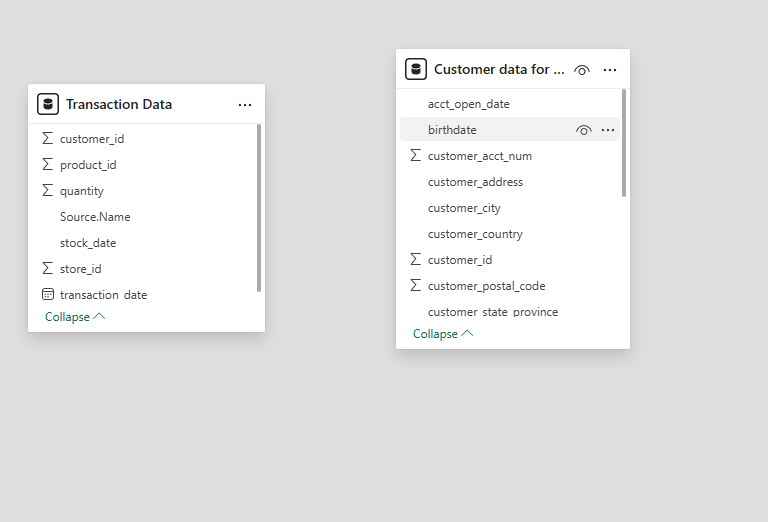 Transaction Data
customer_id
product_id
quantity
Source.Name
stock_date
store_id
transaction_date
Collapse
Customer data for ...
acct_open_date
birthdate
customer_acct_num
customer_address
customer_city
customer_country
customer_id
customer_postal_code
customer_state_province
Collapse